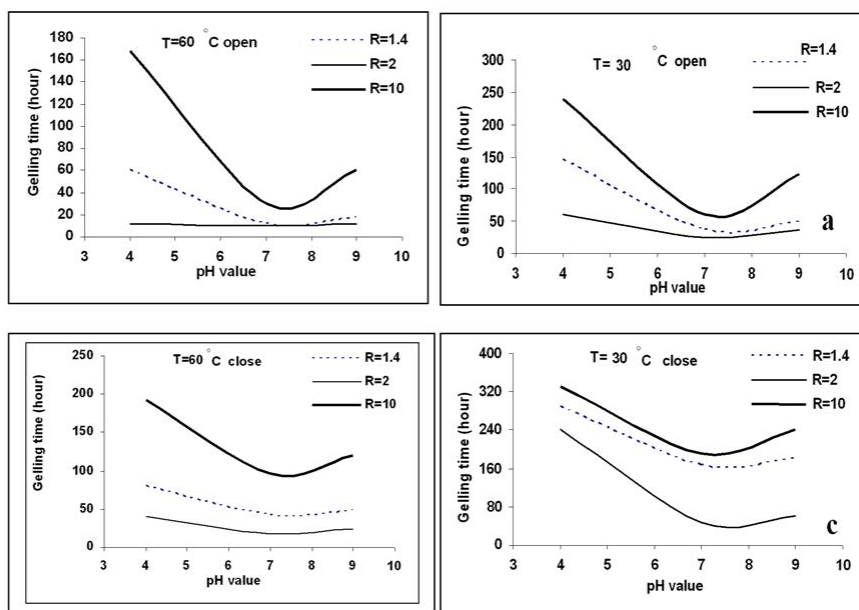 T=60 °C open
R=1.4
R=2
R=10
Gelling time (hour)
180
160
140
120
100
80
60
40
20
0
3 4 5 6 7 8 9 10
pH value
T= 30 °C open
R=1.4
R=2
R=10
Gelling time (hour)
300
250
200
150
100
50
0
3 4 5 6 7 8 9 10
pH value
a
T=60 °C close
R=1.4
R=2
R=10
Gelling time (hour)
250
200
150
100
50
0
3 4 5 6 7 8 9 10
pH value
T= 30 °C close
R=1.4
R=2
R=10
Gelling time (hour)
400
320
240
160
80
0
3 4 5 6 7 8 9 10
pH value
c